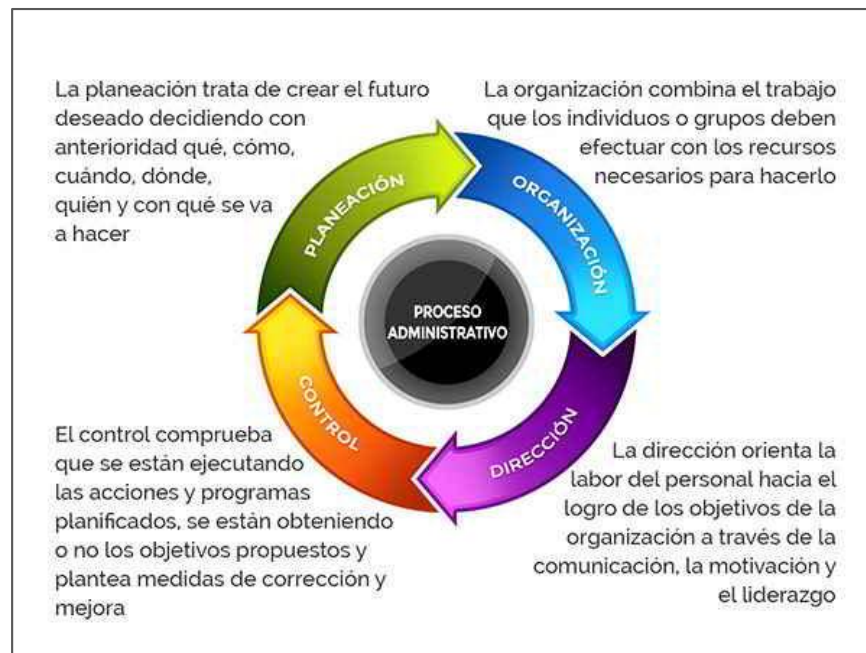 La planeación trata de crear el futuro
deseado decidiendo con
anterioridad qué, cómo,
cuándo, dónde,
quién y con qué se va
a hacer
La organización combina el trabajo
que los individuos o grupos deben
efectuar con los recursos
necesarios para hacerlo
PLANEACIÓN
ORGANIZACIÓN
PROCESO
ADMINISTRATIVO
CONTROL
DIRECCIÓN
El control comprueba
que se están ejecutando
las acciones y programas
planificados, se están obteniendo
o no los objetivos propuestos y
plantea medidas de corrección y
mejora
La dirección orienta la
labor del personal hacia el
logro de los objetivos de la
organización a través de la
comunicación, la motivación y
el liderazgo